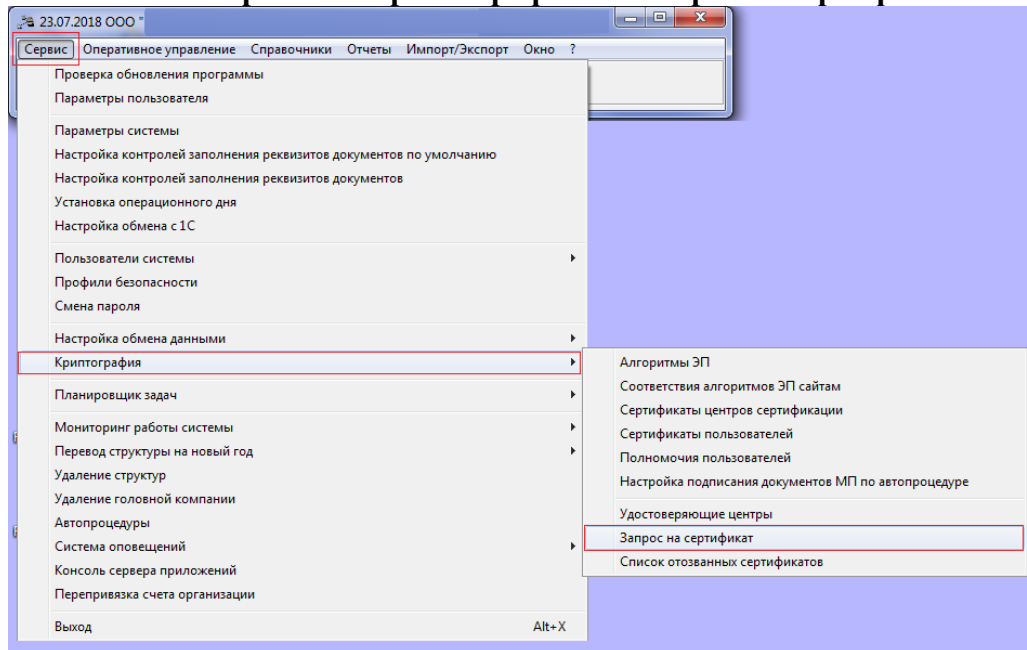 23.07.2018 ООО "
Сервис Оперативное управление Справочники Отчеты Импорт/Экспорт Окно ?
Проверка обновления программы
Параметры пользователя
Параметры системы
Настройка контролей заполнения реквизитов документов по умолчанию
Настройка контролей заполнения реквизитов документов
Установка операционного дня
Настройка обмена с 1С
Пользователи системы
Профили безопасности
Смена пароля
Настройка обмена данными
Криптография
Планировщик задач
Мониторинг работы системы
Перевод структуры на новый год
Удаление структур
Удаление головной компании
Автопроцедуры
Система оповещений
Консоль сервера приложений
Перепривязка счета организации
Выход Alt+X
Алгоритмы ЭП
Соответствия алгоритмов ЭП сайтам
Сертификаты центров сертификации
Сертификаты пользователей
Полномочия пользователей
Настройка подписания документов МП по автопроцедуре
Удостоверяющие центры
Запрос на сертификат
Список отозванных сертификатов